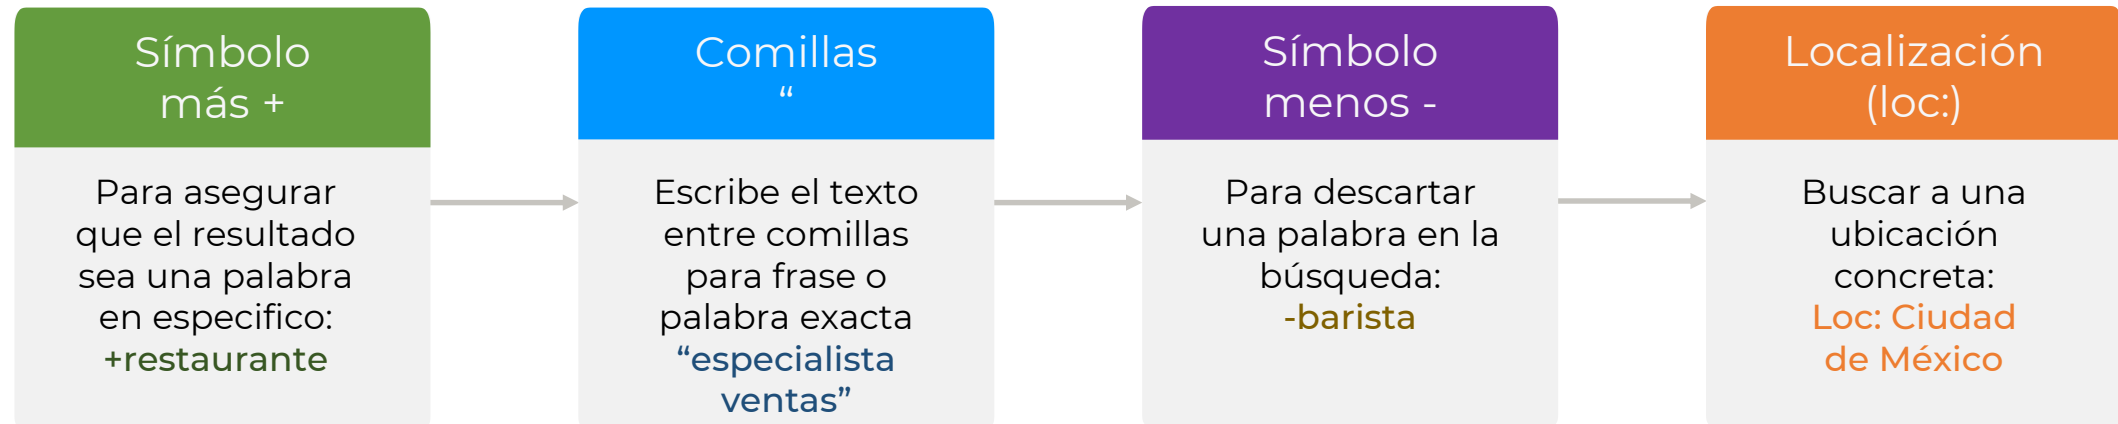 Símbolo
más +
Para asegurar
que el resultado
sea una palabra
en especifico:
+restaurante
Comillas
“
Escribe el texto
entre comillas
para frase o
palabra exacta
“especialista
ventas”
Símbolo
menos -
Para descartar
una palabra en la
búsqueda:
-barista
Localización
(loc:)
Buscar a una
ubicación
concreta:
Loc: Ciudad
de México